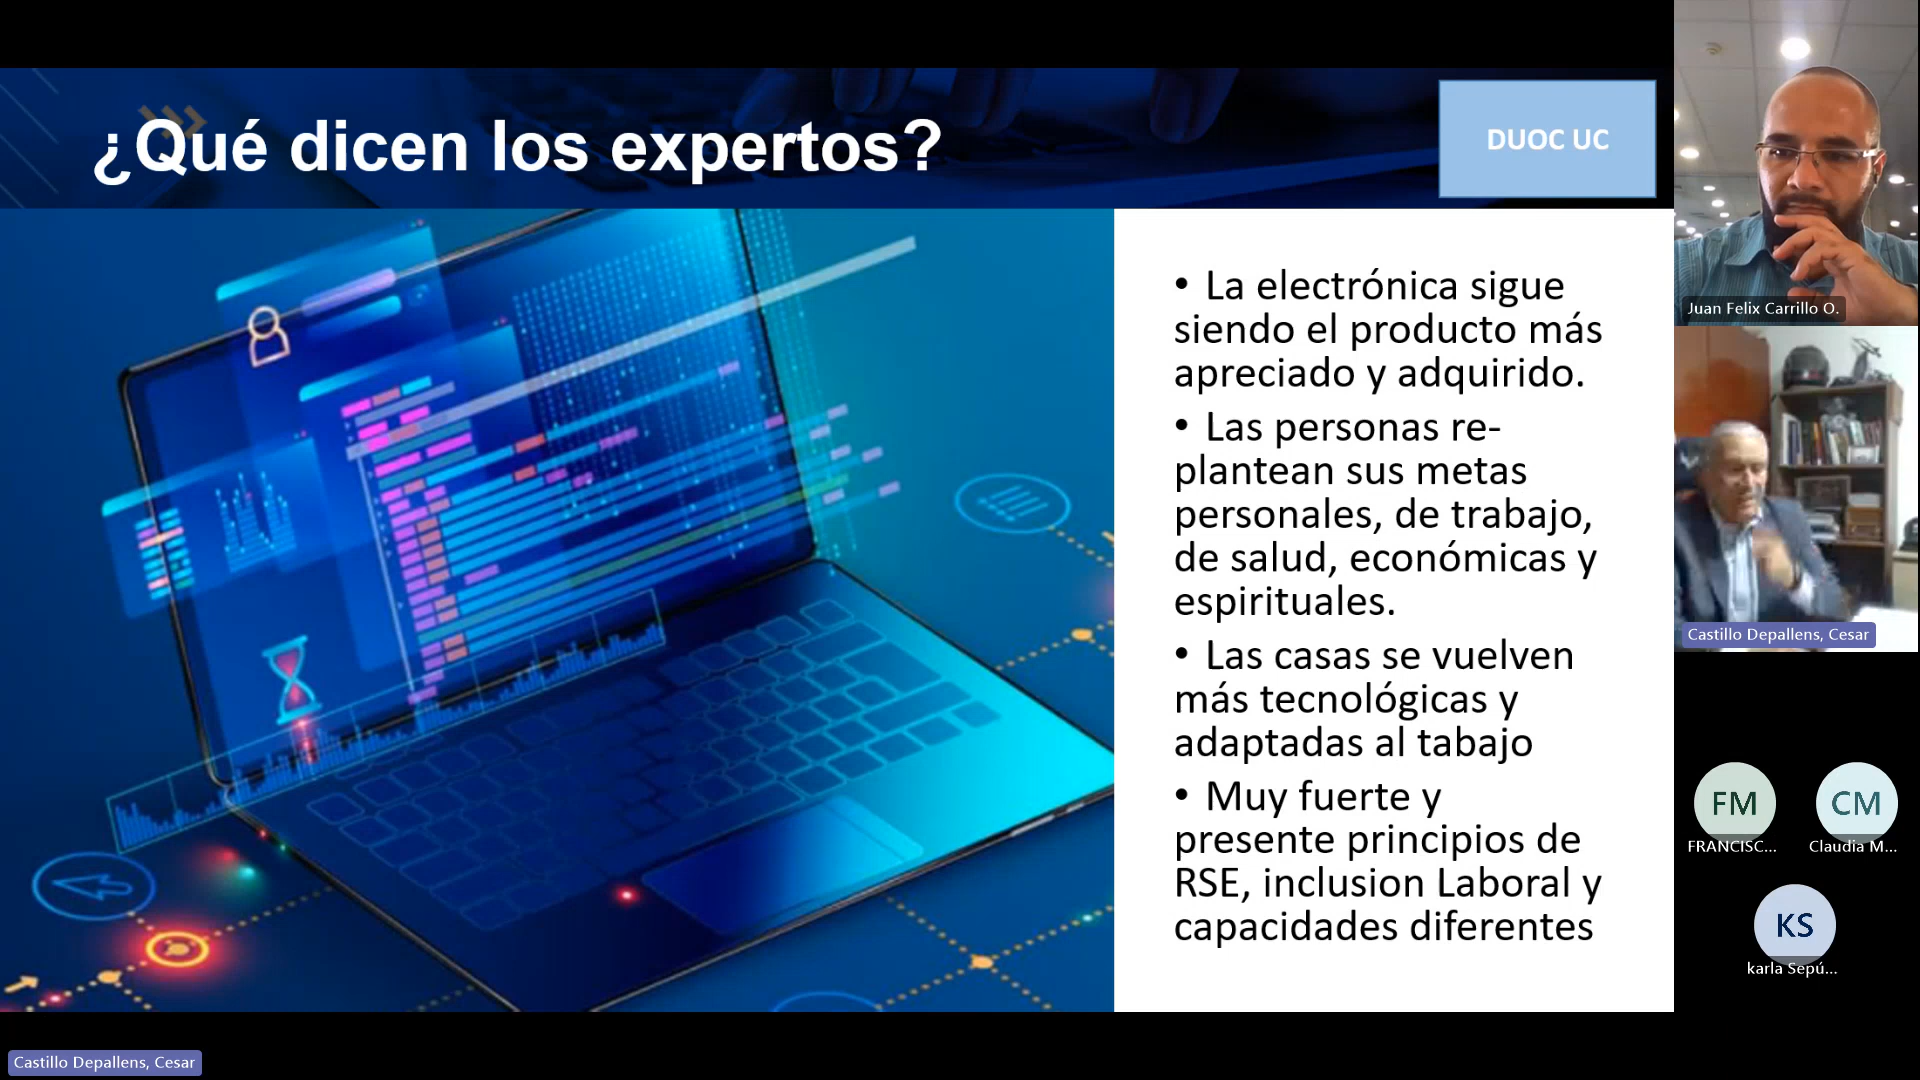 ¿Qué dicen los expertos?
DUOC UC
• La electrónica sigue
siendo el producto más
apreciado y adquirido.
• Las personas re-
plantean sus metas
personales, de trabajo,
de salud, económicas y
espirituales.
• Las casas se vuelven
más tecnológicas y
adaptadas al tabajo
• Muy fuerte y
presente principios de
RSE, inclusion Laboral y
capacidades diferentes
Juan Felix Carrillo O.
Castillo Depallens, Cesar
FM
FRANCISC...
CM
Claudia M...
KS
karla Sepú...
Castillo Depallens, Cesar